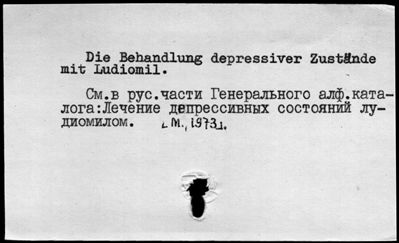 Die Behandlung depressiver Zustände
mit Ludiomil.
См.в рус.части Генерального алф.ката-
лога:Лечение депрессивных состояний лу-
диомилом. [М., 1973].